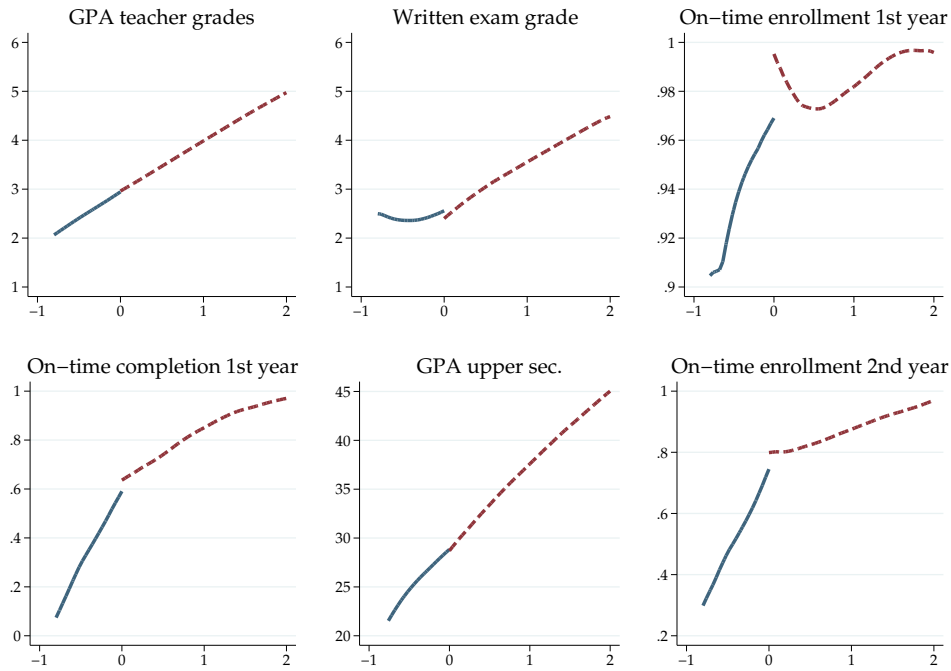 GPA teacher grades
6
5
4
3
2
1
−1 0 1 2
Written exam grade
6
5
4
3
2
1
−1 0 1 2
On−time enrollment 1st year
1
.98
.96
.94
.92
.9
−1 0 1 2
On−time completion 1st year
1
.8
.6
.4
.2
0
−1 0 1 2
GPA upper sec.
45
40
35
30
25
20
−1 0 1 2
On−time enrollment 2nd year
1
.8
.6
.4
.2
−1 0 1 2